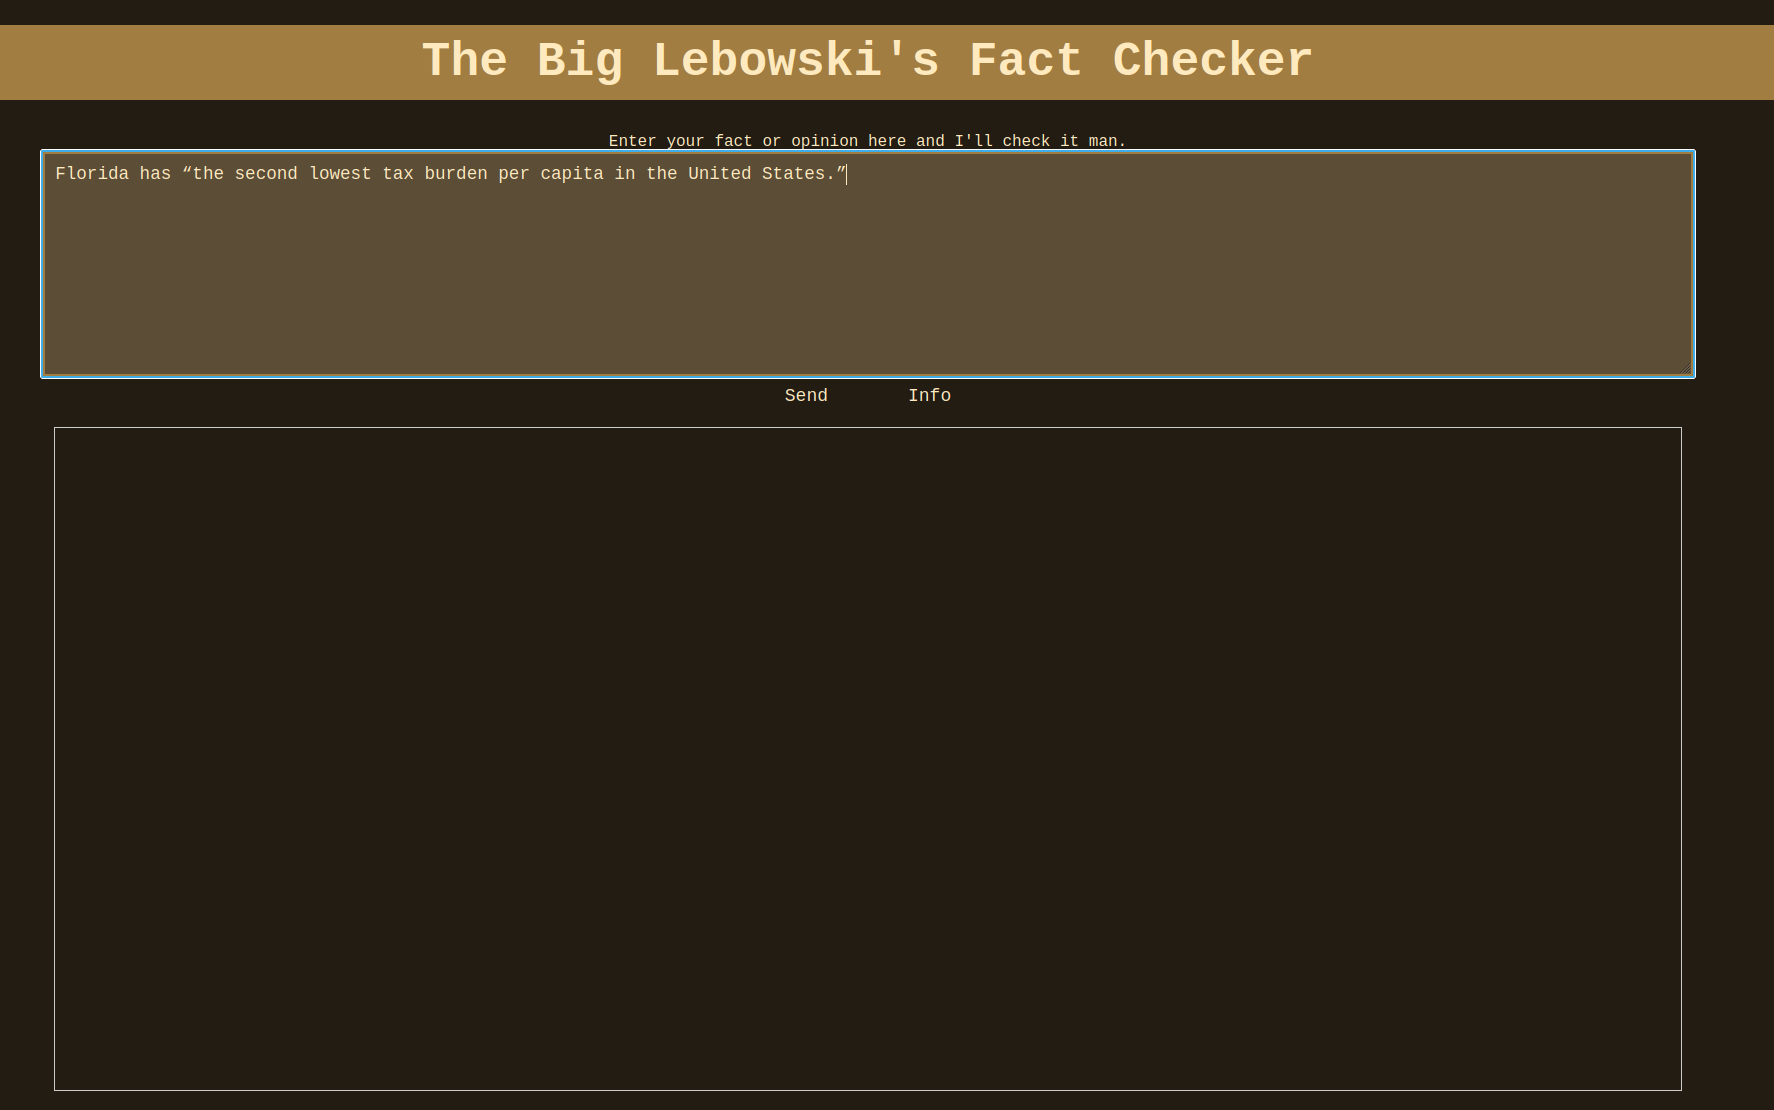 The Big Lebowski's Fact Checker
Enter your fact or opinion here and I'll check it man.
Florida has “the second lowest tax burden per capita in the United States.”
Send
Info